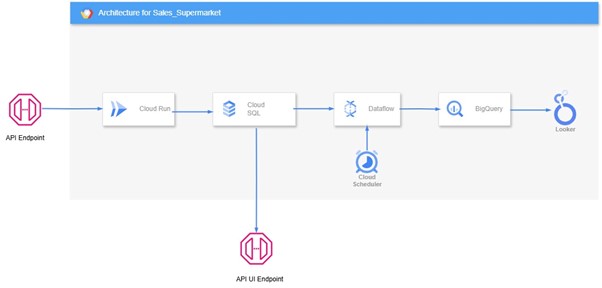 Architecture for Sales_Supermarket
API Endpoint
Cloud Run
Cloud
SQL
Dataflow
BigQuery
Looker
Cloud
Scheduler
API UI Endpoint